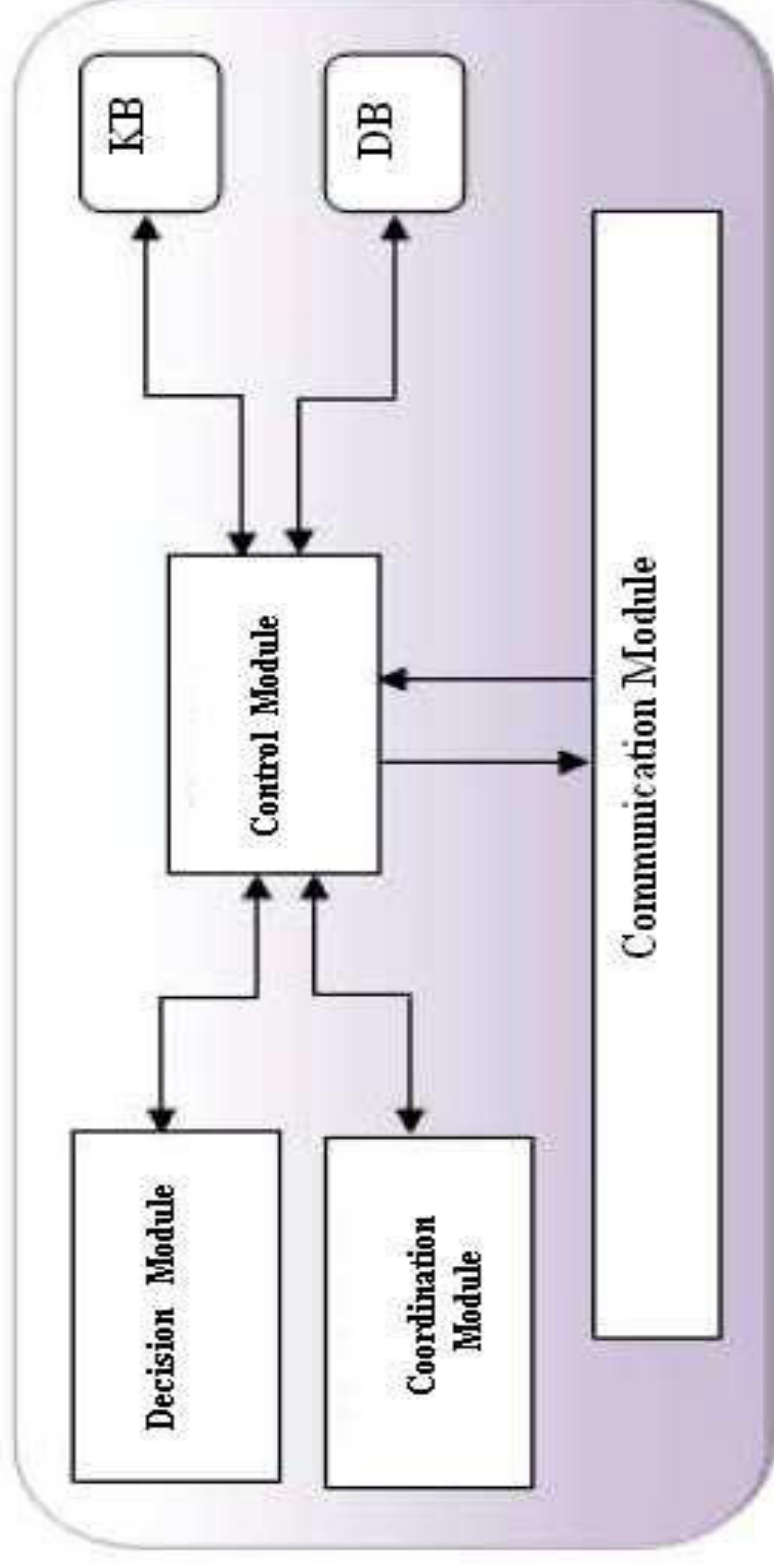 Decision Module
Control Module
KB
Coordination
Module
DB
Communication Module